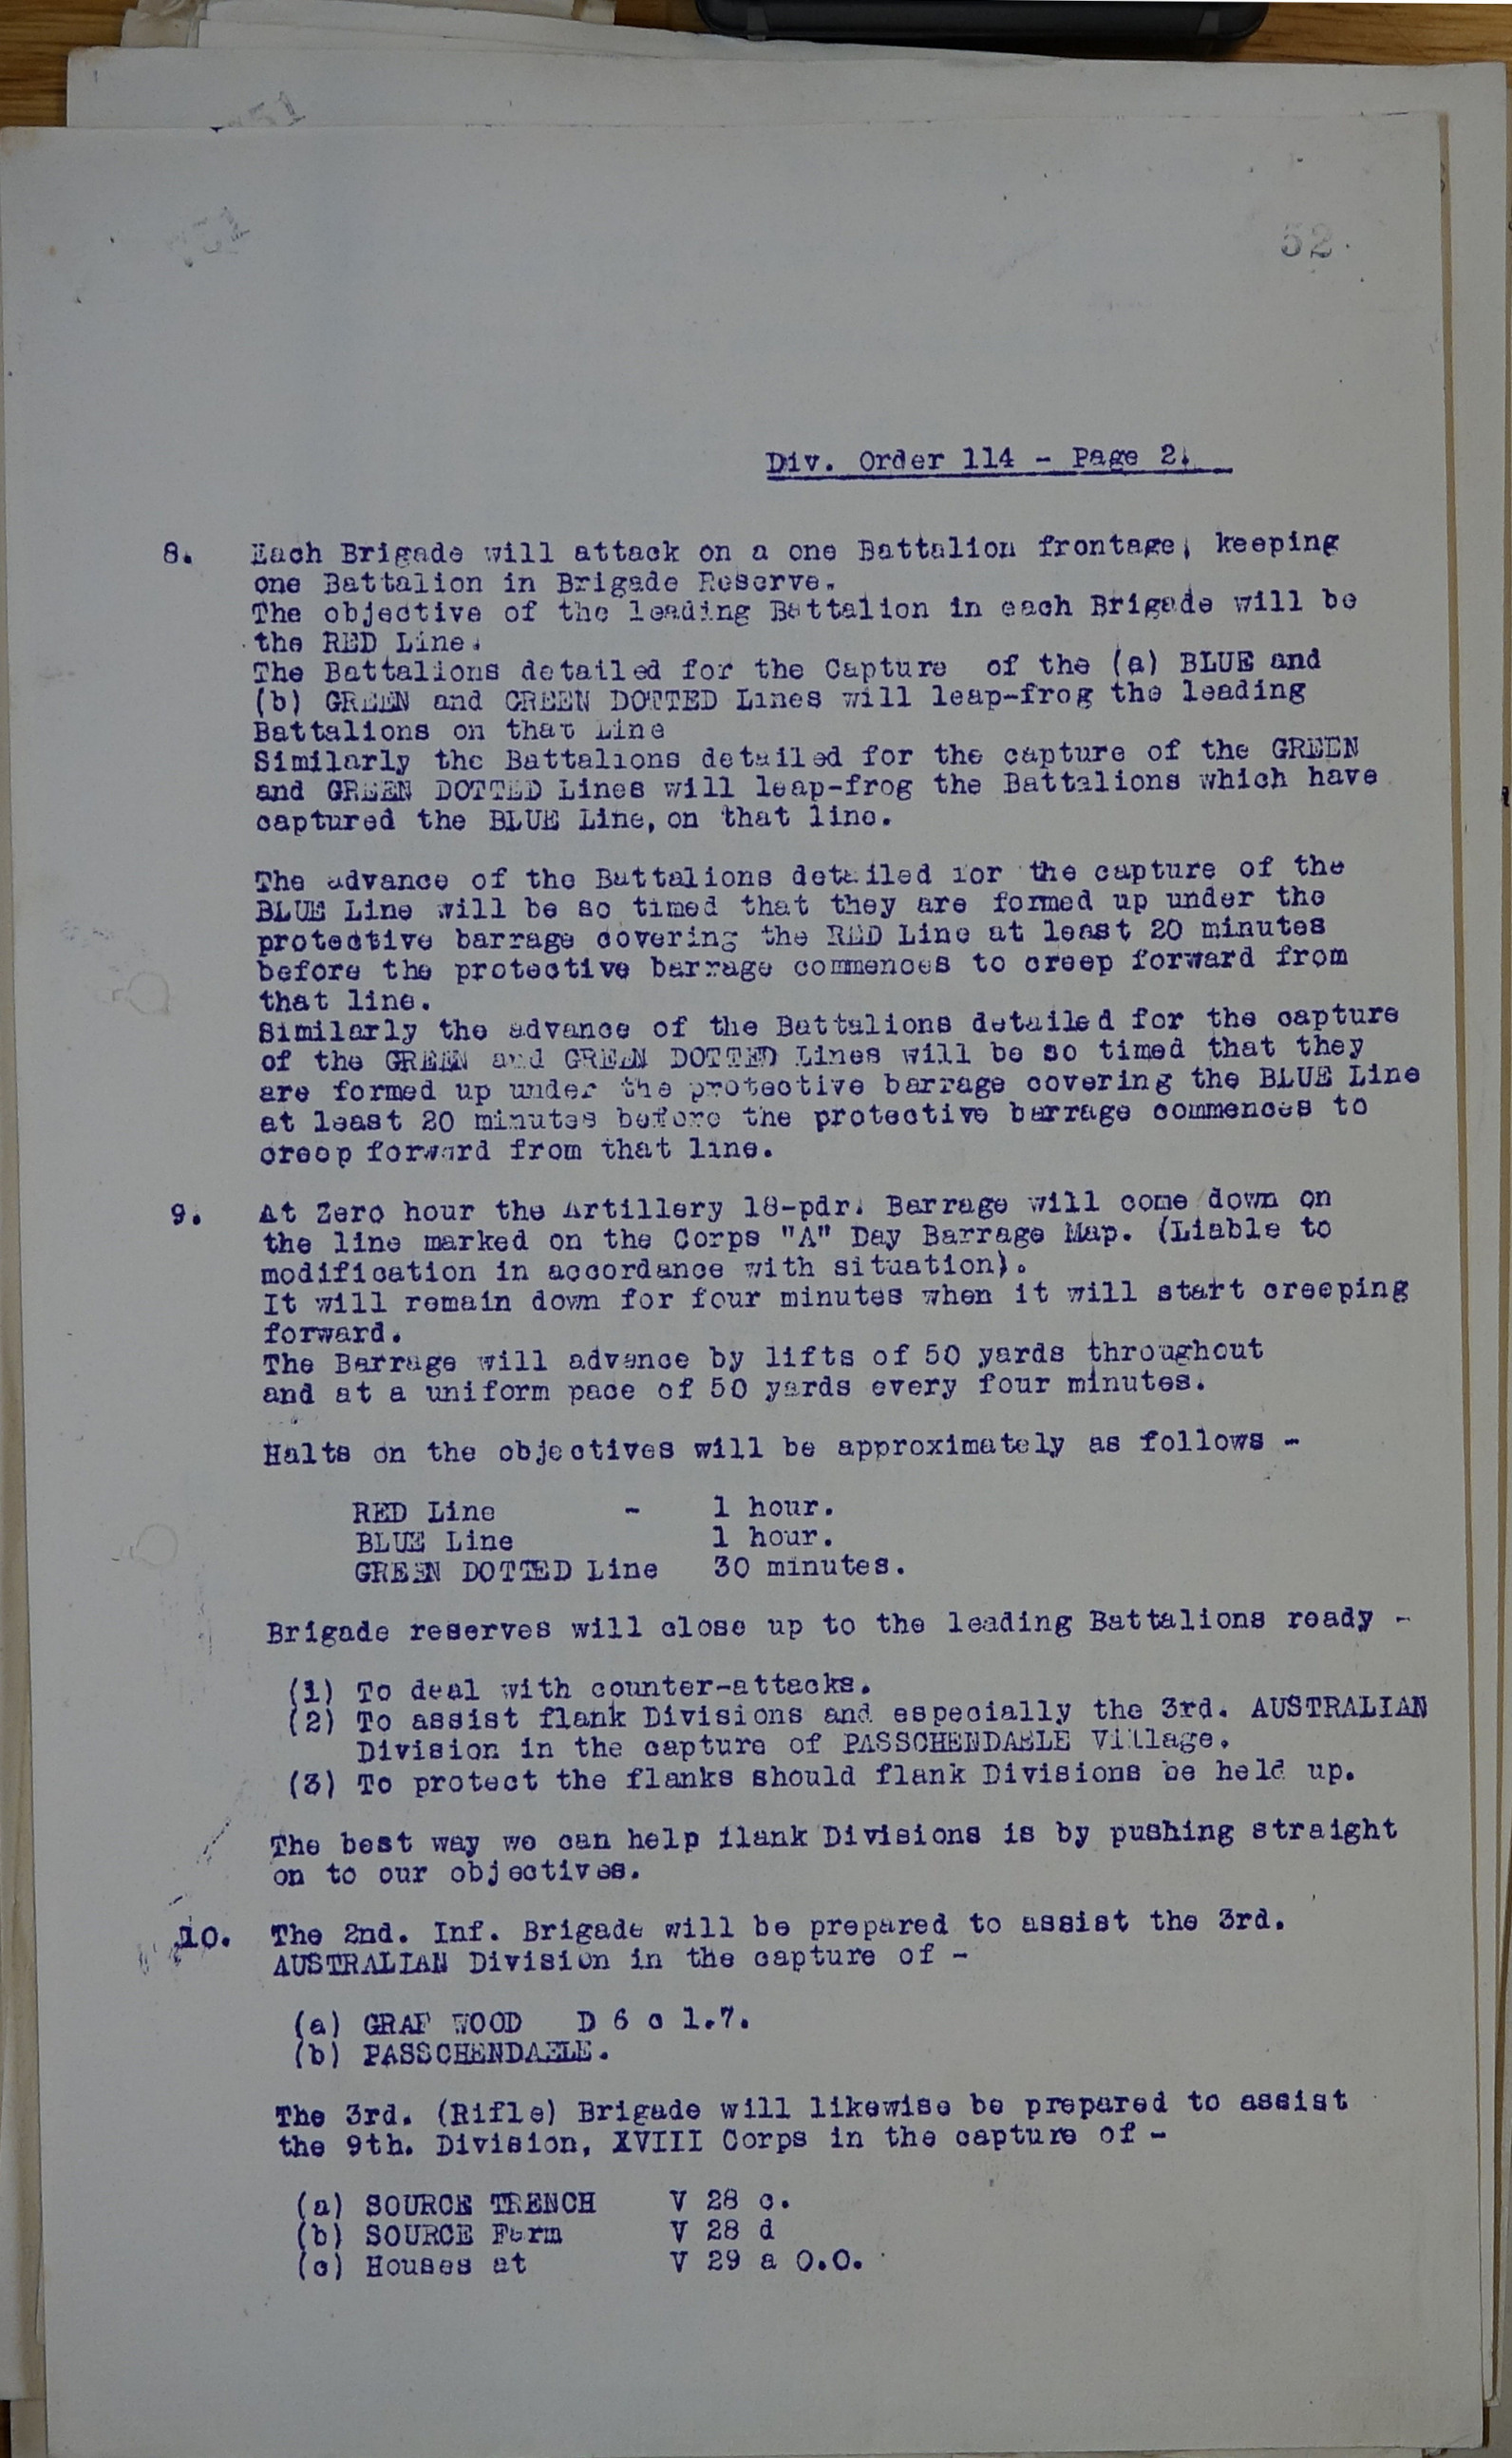 52.
Div. Order 114 - Page 2.
8. Each Brigade will attack on a one Battalion frontage, keeping
one Battalion in Brigade Reserve.
The objective of the leading Battalion in each Brigade will be
the RED Line.
The Battalions detailed for the Capture of the (a) BLUE and
(b) GREEN and GREEN DOTTED Lines will leap-frog the leading
Battalions on that Line
Similarly the Battalions detailed for the capture of the GREEN
and GREEN DOTTED Lines will leap-frog the Battalions which have
captured the BLUE Line, on that line.
The advance of the Battalions detailed for the capture of the
BLUE Line will be so timed that they are formed up under the
protective barrage covering the RED Line at least 20 minutes
before the protective barrage commences to creep forward from
that line.
Similarly the advance of the Battalions detailed for the capture
of the GREEN and GREEN DOTTED Lines will be so timed that they
are formed up under the protective barrage covering the BLUE Line
at least 20 minutes before the protective barrage commences to
creep forward from that line.
9. At Zero hour the Artillery 18-pdr. Barrage will come down on
the line marked on the Corps "A" Day Barrage Map. (Liable to
modification in accordance with situation).
It will remain down for four minutes when it will start creeping
forward.
The Barrage will advance by lifts of 50 yards throughout
and at a uniform pace of 50 yards every four minutes.
Halts on the objectives will be approximately as follows -
RED Line - 1 hour.
BLUE Line 1 hour.
GREEN DOTTED Line 30 minutes.
Brigade reserves will close up to the leading Battalions ready -
(1) To deal with counter-attacks.
(2) To assist flank Divisions and especially the 3rd. AUSTRALIAN
Division in the capture of PASSCHENDAELE Village.
(3) To protect the flanks should flank Divisions be held up.
The best way we can help flank Divisions is by pushing straight
on to our objectives.
10. The 2nd. Inf. Brigade will be prepared to assist the 3rd.
AUSTRALIAN Division in the capture of -
(a) GRAF WOOD D 6 c 1.7.
(b) PASSCHENDAELE.
The 3rd. (Rifle) Brigade will likewise be prepared to assist
the 9th. Division, XVIII Corps in the capture of -
(a) SOURCE TRENCH V 28 c.
(b) SOURCE Farm V 28 d
(c) Houses at V 29 a 0.0.